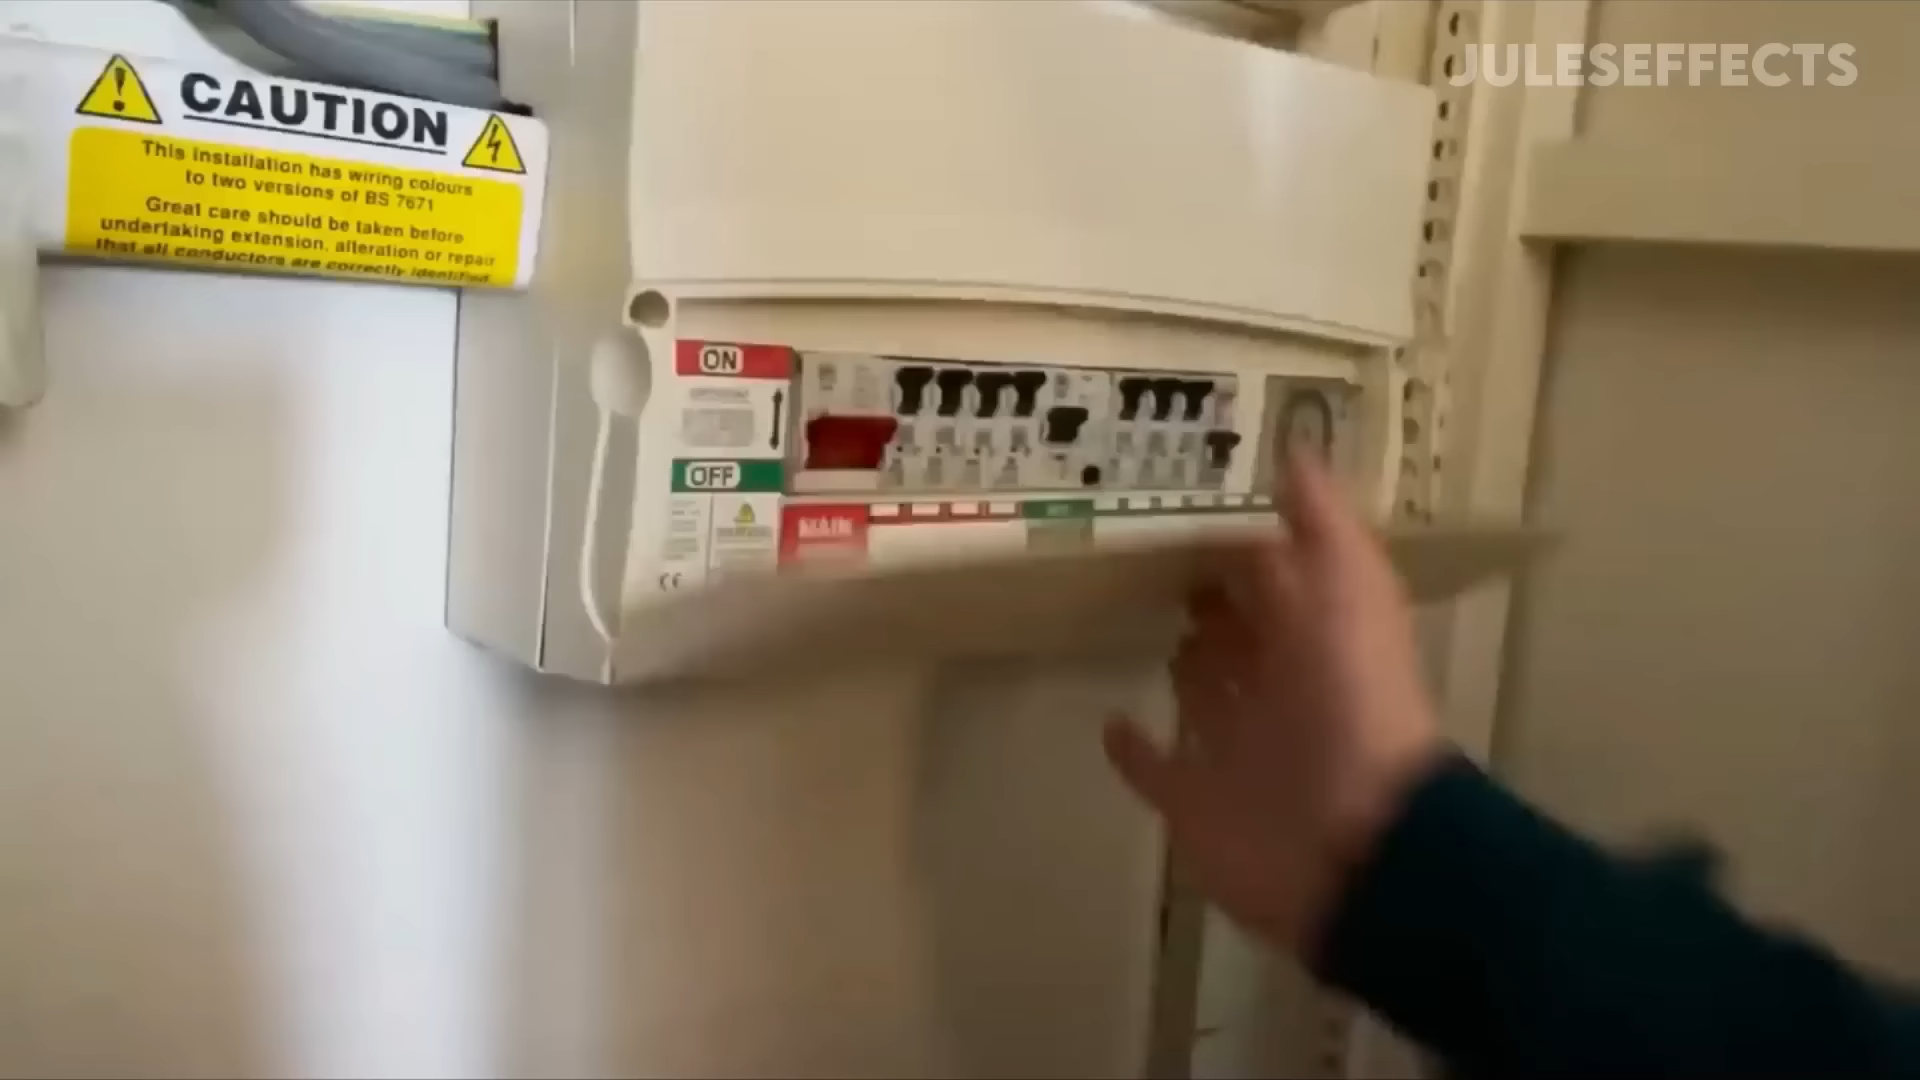 JULESEFFECTS
CAUTION
This installation has wiring colours
to two versions of BS 7671
Great care should be taken before
undertaking extension, alteration or repair
that all conductors are correctly identified
ON
OFF
MAIN
CE